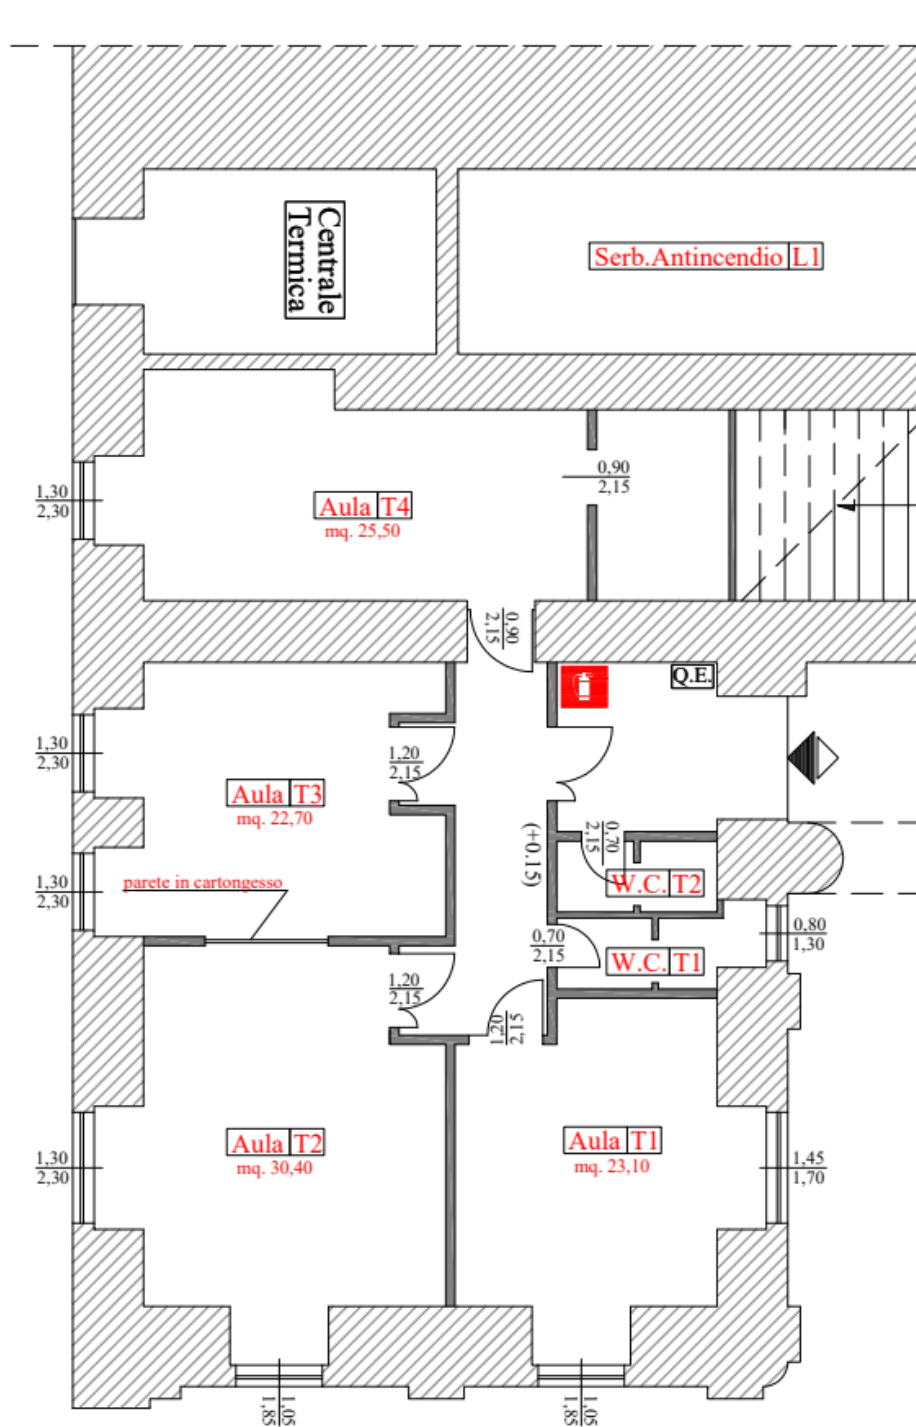 Centrale
Termica
Serb.Antincendio L1
0,90
2,15
1,30
2,30
Aula T4
mq. 25,50
0,90
2,15
Q.E.
1,30
2,30
1,20
2,15
Aula T3
mq. 22,70
(+0.15)
0,70
2,15
parete in cartongesso
1,30
2,30
W.C. T2
0,80
1,30
0,70
2,15
W.C. T1
1,20
2,15
1,20
2,15
Aula T2
mq. 30,40
Aula T1
mq. 23,10
1,30
2,30
1,45
1,70
1,05
1,85
1,05
1,85